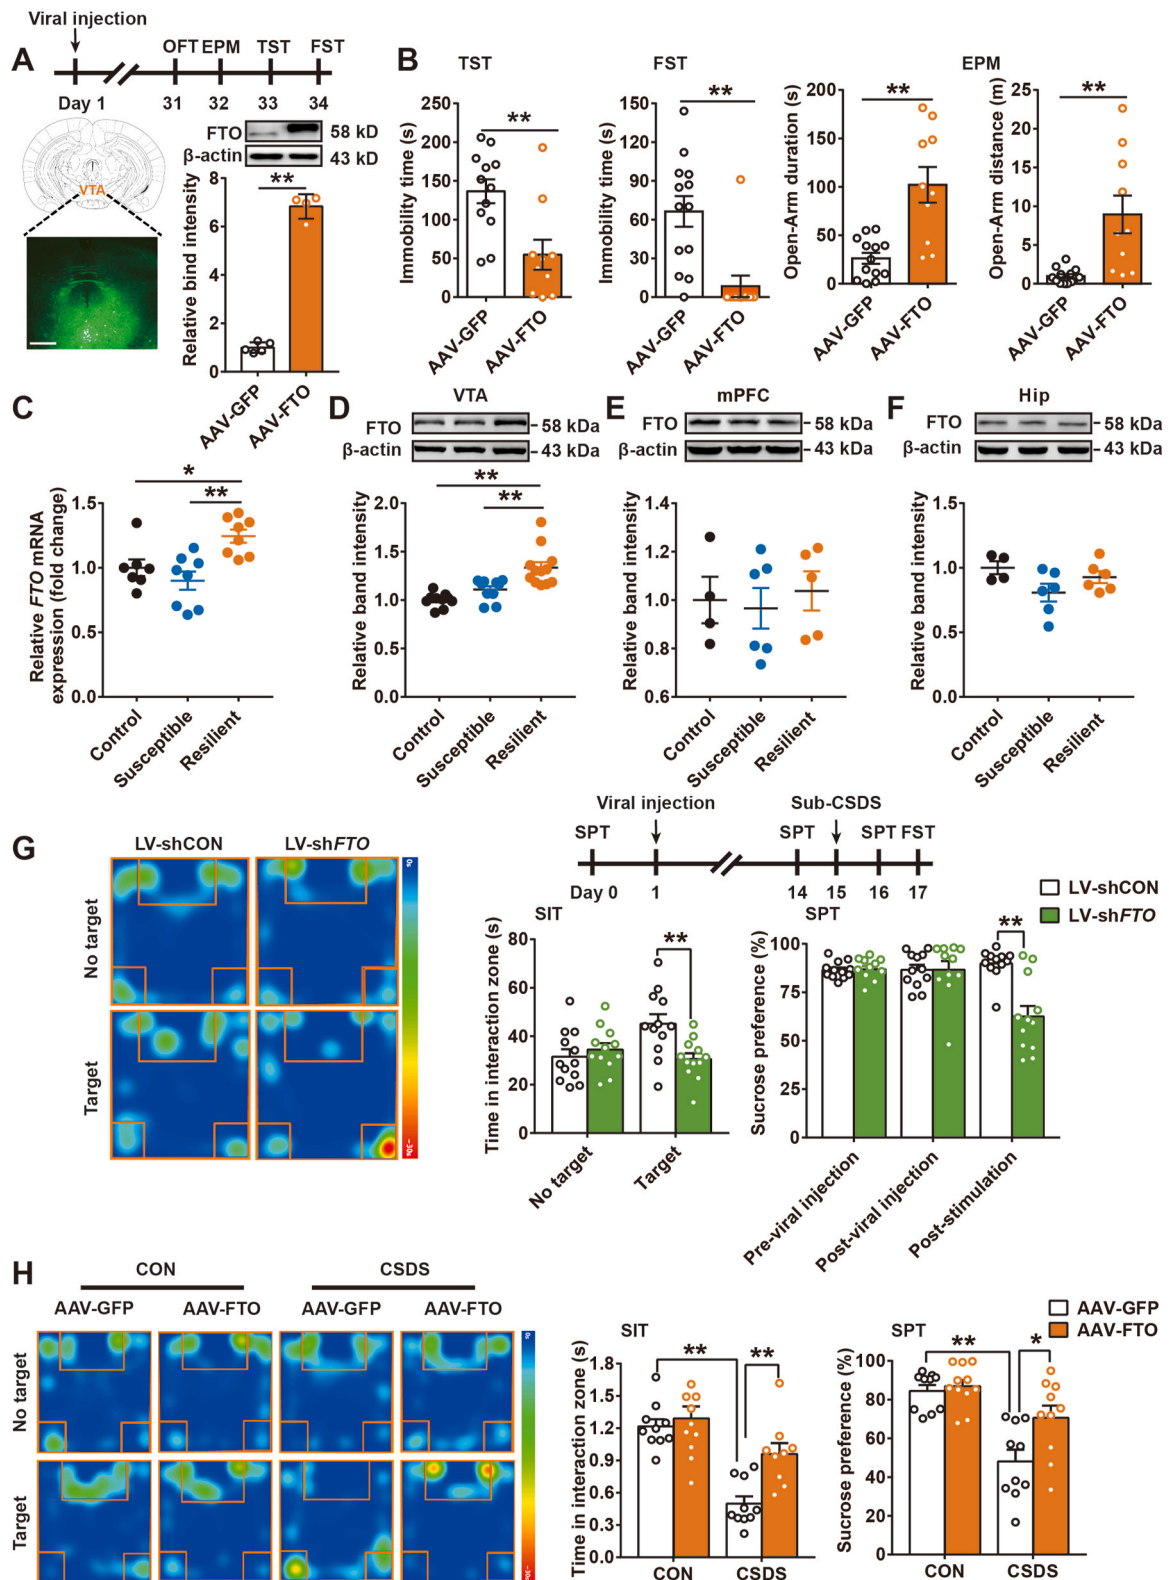 Viral injection
A
OFT EPM TST FST
Day 1 31 32 33 34
VTA
FTO 58 kD
β-actin 43 kD
**
Relative bind intensity
8
6
4
2
0
AAV-GFP
AAV-FTO
B
TST
Immobility time (s)
250
200
150
100
50
0
**
AAV-GFP
AAV-FTO
FST
Immobility time (s)
150
120
90
60
30
0
**
AAV-GFP
AAV-FTO
EPM
Open-Arm duration (s)
200
150
100
50
0
**
AAV-GFP
AAV-FTO
Open-Arm distance (m)
25
20
15
10
5
0
**
AAV-GFP
AAV-FTO
C
Relative FTO mRNA
expression (fold change)
1.5
1.0
0.5
0.0
*
**
Control
Susceptible
Resilient
D
VTA
FTO 58 kDa
β-actin 43 kDa
Relative band intensity
2.0
1.5
1.0
0.5
0.0
**
**
Control
Susceptible
Resilient
E
mPFC
FTO 58 kDa
β-actin 43 kDa
Relative band intensity
1.4
1.2
1.0
0.8
0.6
Control
Susceptible
Resilient
F
Hip
FTO 58 kDa
β-actin 43 kDa
Relative band intensity
1.5
1.0
0.5
0.0
Control
Susceptible
Resilient
G
LV-shCON LV-shFTO
No target
Target
0s
~30s
Viral injection Sub-CSDS
SPT SPT SPT FST
Day 0 1 14 15 16 17
LV-shCON
LV-shFTO
SIT
Time in interaction zone (s)
80
60
40
20
0
**
No target
Target
SPT
Sucrose preference (%)
100
75
50
25
0
**
Pre-viral injection
Post-viral injection
Post-stimulation
H
CON CSDS
AAV-GFP AAV-FTO AAV-GFP AAV-FTO
No target
Target
0s
~30s
AAV-GFP
AAV-FTO
SIT
Time in interaction zone (s)
1.8
1.5
1.2
0.9
0.6
0.3
0.0
**
**
CON CSDS
SPT
Sucrose preference (%)
100
80
60
40
20
0
**
*
CON CSDS